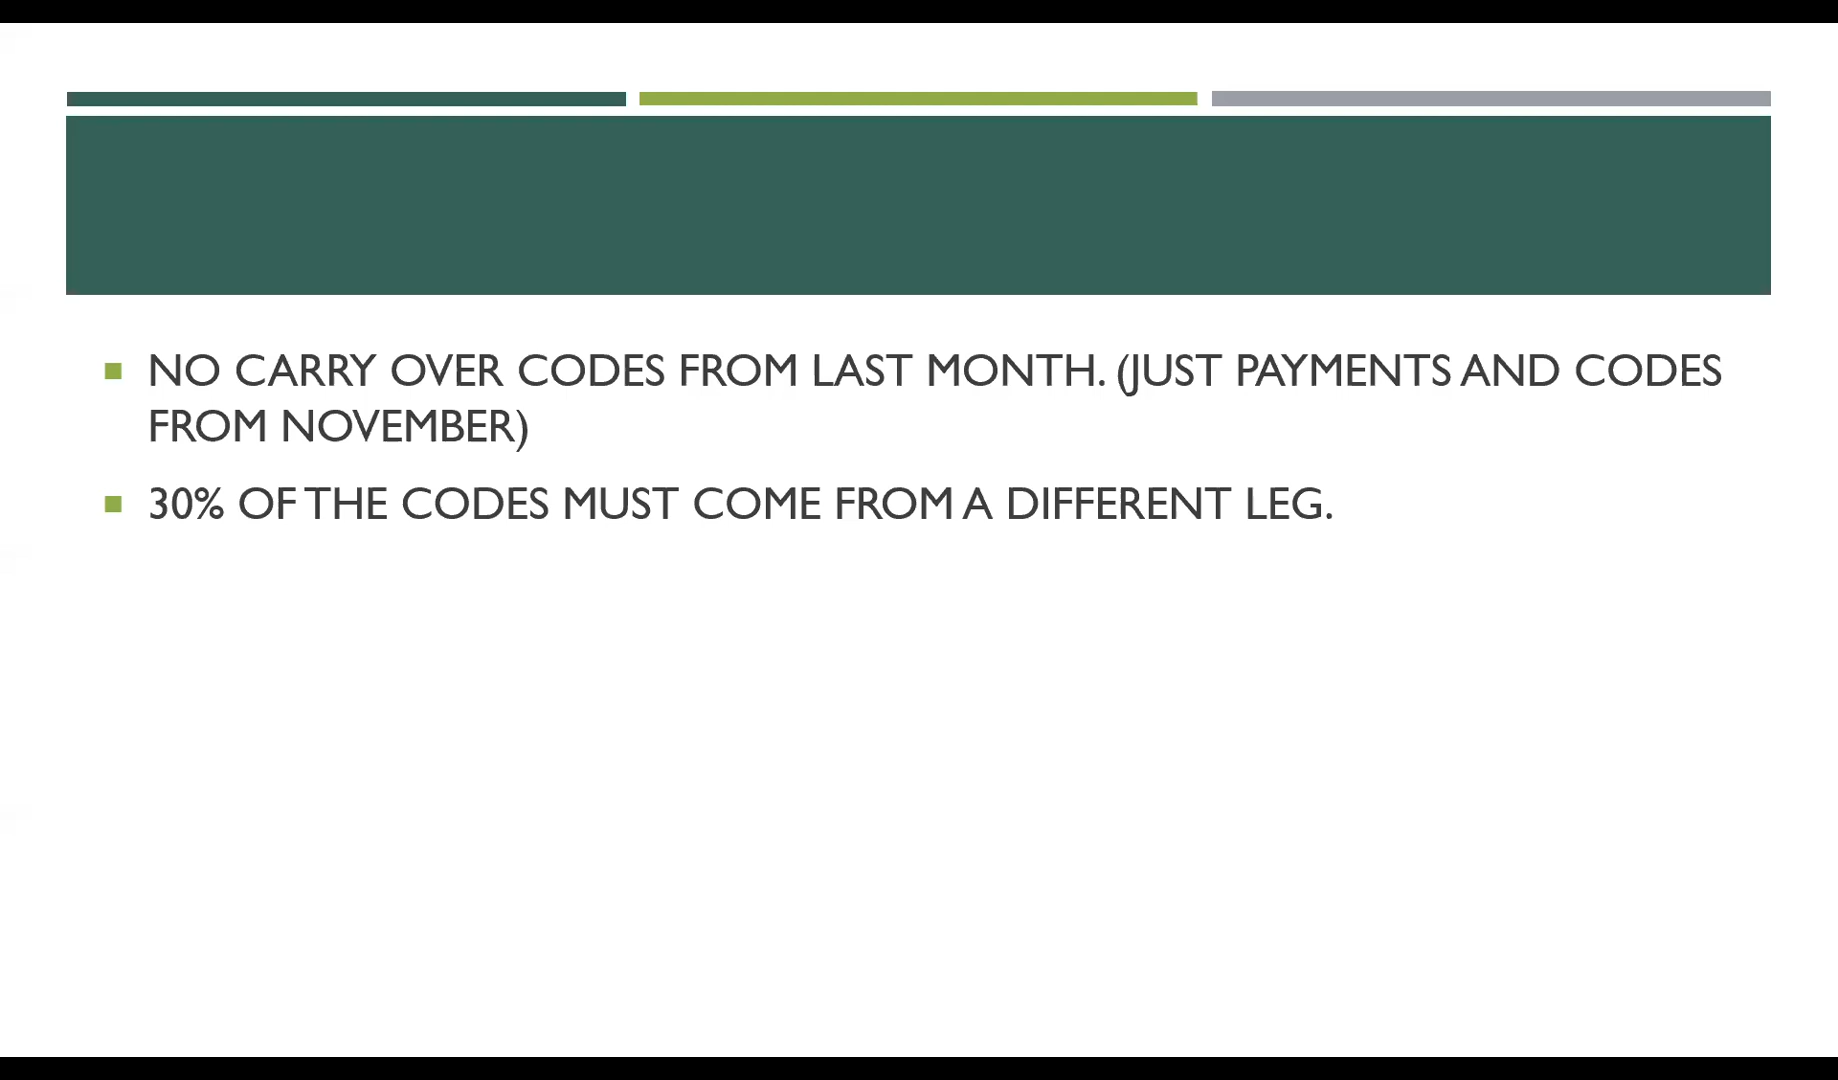 NO CARRY OVER CODES FROM LAST MONTH. (JUST PAYMENTS AND CODES
FROM NOVEMBER)
30% OF THE CODES MUST COME FROM A DIFFERENT LEG.